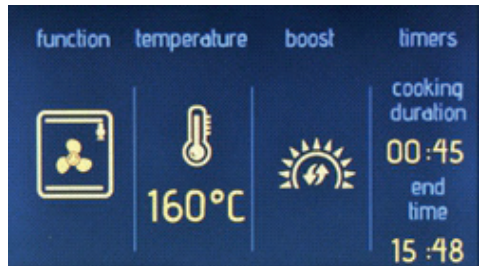 function temperature boost timers
cooking
duration
00:45
end
time
160°C
15:48